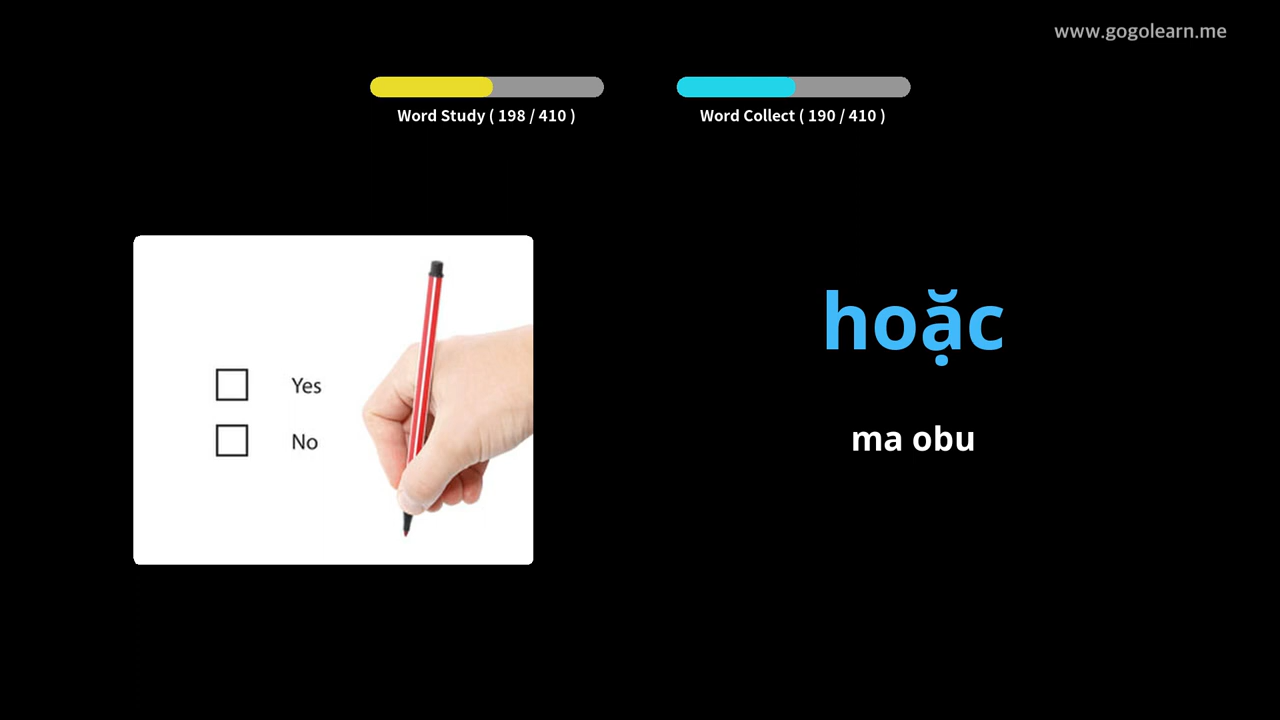 www.gogolearn.me
Word Study ( 198 / 410 )
Word Collect ( 190 / 410 )
Yes
No
hoặc
ma obu